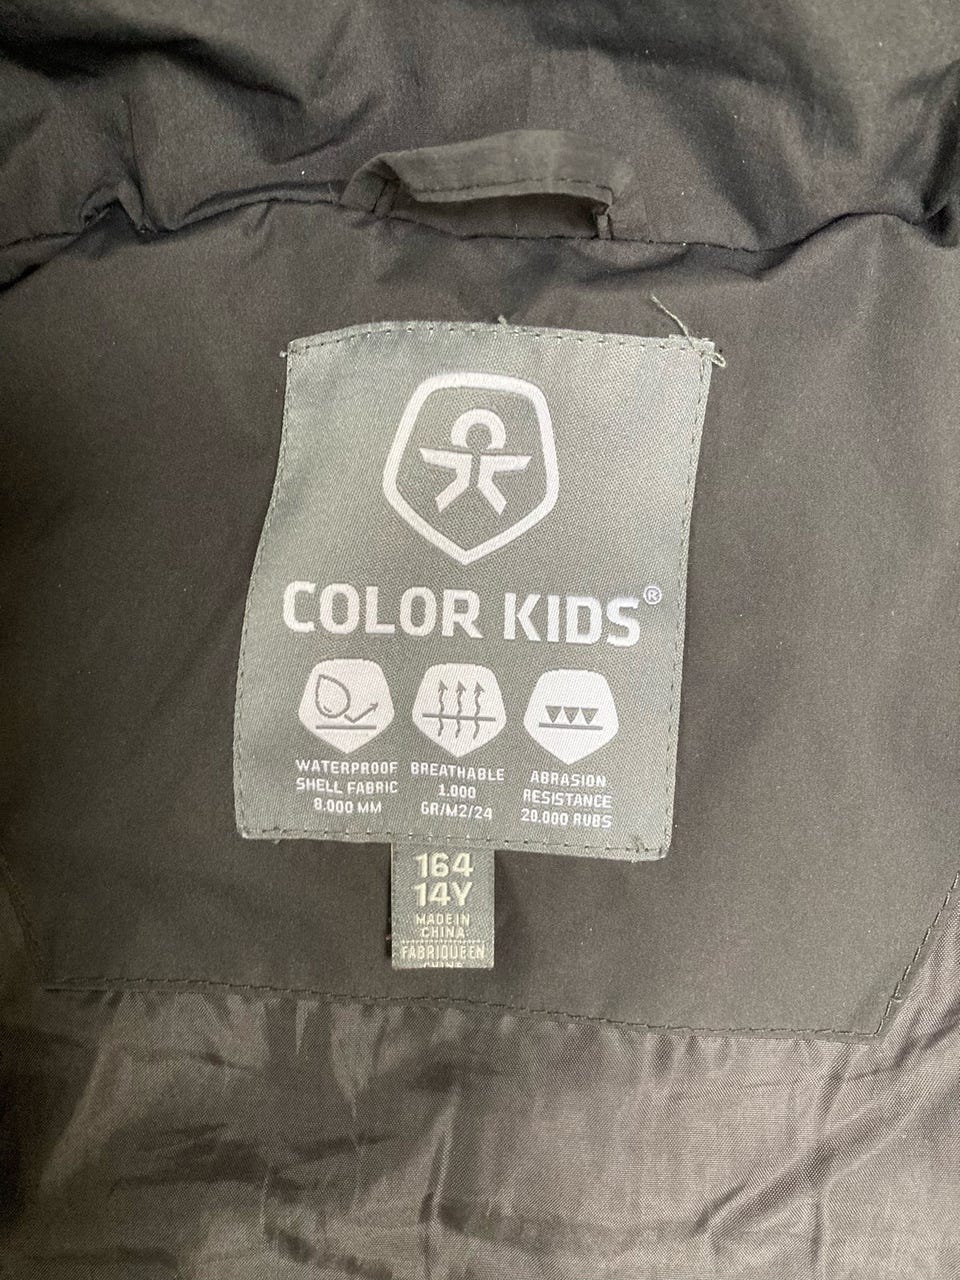 COLOR KIDS®
WATERPROOF
SHELL FABRIC
8.000 MM
BREATHABLE
1.000
GR/M2/24
ABRASION
RESISTANCE
20.000 RUBS
164
14Y
MADE IN
CHINA
FABRIQUE EN